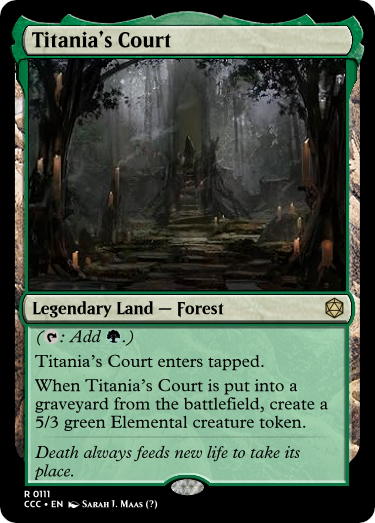 Titania's Court
Legendary Land — Forest
(: Add .)
Titania's Court enters tapped.
When Titania's Court is put into a
graveyard from the battlefield, create a
5/3 green Elemental creature token.
Death always feeds new life to take its
place.
R 0111
CCC • EN Sarah J. Maas (?)